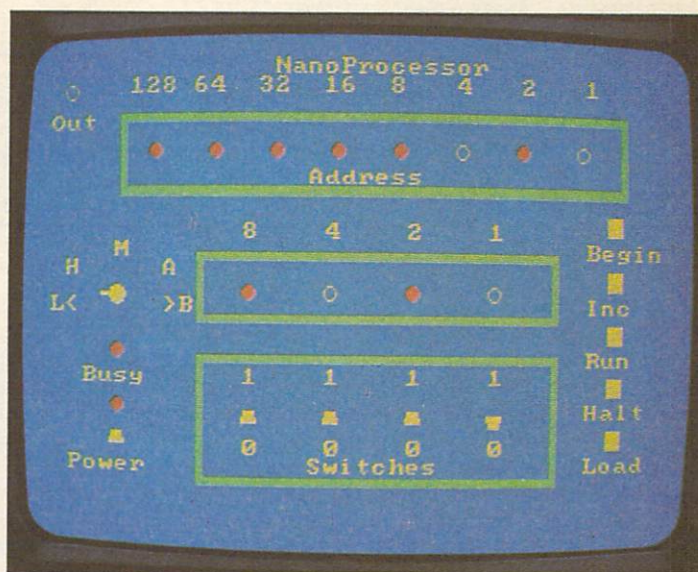 NanoProcessor
128 64 32 16 8 4 2 1
Out
Address
8 4 2 1
Begin
M
H A
L< >B
Inc
Run
Busy
1 1 1 1
Halt
0 0 0 0
Power
Switches
Load